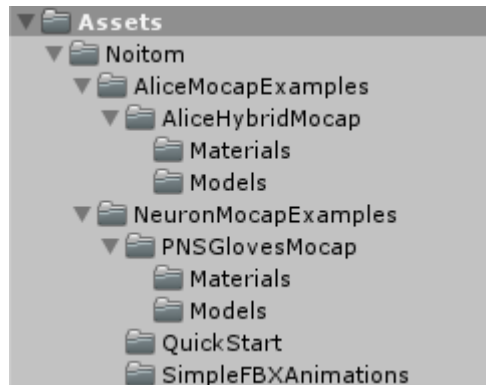 Assets
Noitom
AliceMocapExamples
AliceHybridMocap
Materials
Models
NeuronMocapExamples
PNSGlovesMocap
Materials
Models
QuickStart
SimpleFBXAnimations